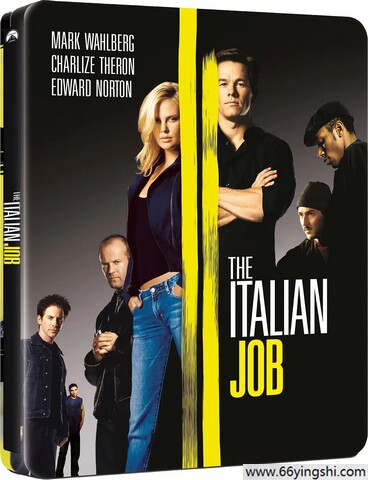 MARK WAHLBERG
CHARLIZE THERON
EDWARD NORTON
THE
ITALIAN
JOB
THE
ITALIAN
JOB
www.66yingshi.com